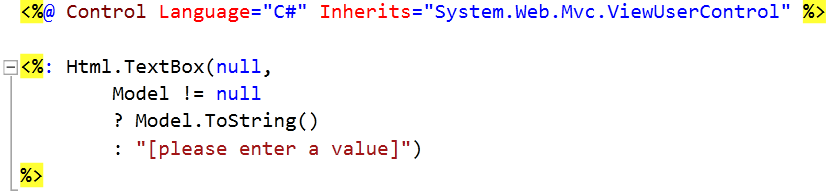 <%@ Control Language="C#" Inherits="System.Web.Mvc.ViewUserControl" %>
<%: Html.TextBox(null,
Model != null
? Model.ToString()
: "[please enter a value]")
%>